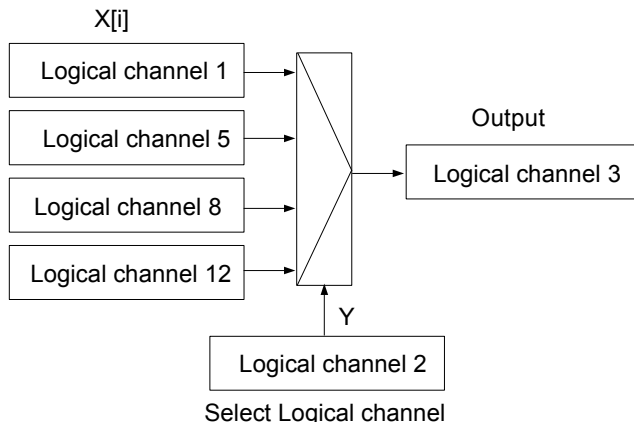 X[i]
Logical channel 1
Logical channel 5
Logical channel 8
Logical channel 12
Output
Logical channel 3
Y
Logical channel 2
Select Logical channel